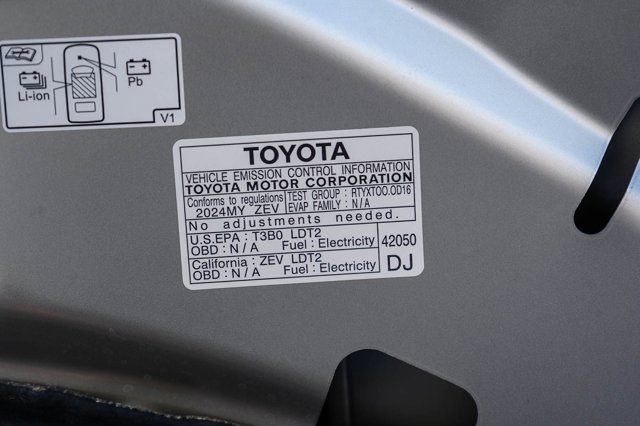 Li-ion
Pb
V1
TOYOTA
VEHICLE EMISSION CONTROL INFORMATION
TOYOTA MOTOR CORPORATION
Conforms to regulations : 2024MY ZEV
TEST GROUP : RTYXT00.0D16
EVAP FAMILY : N/A
No adjustments needed.
U.S.EPA : T3B0 LDT2
OBD : N/A Fuel : Electricity
California : ZEV LDT2
OBD : N/A Fuel : Electricity
42050
DJ